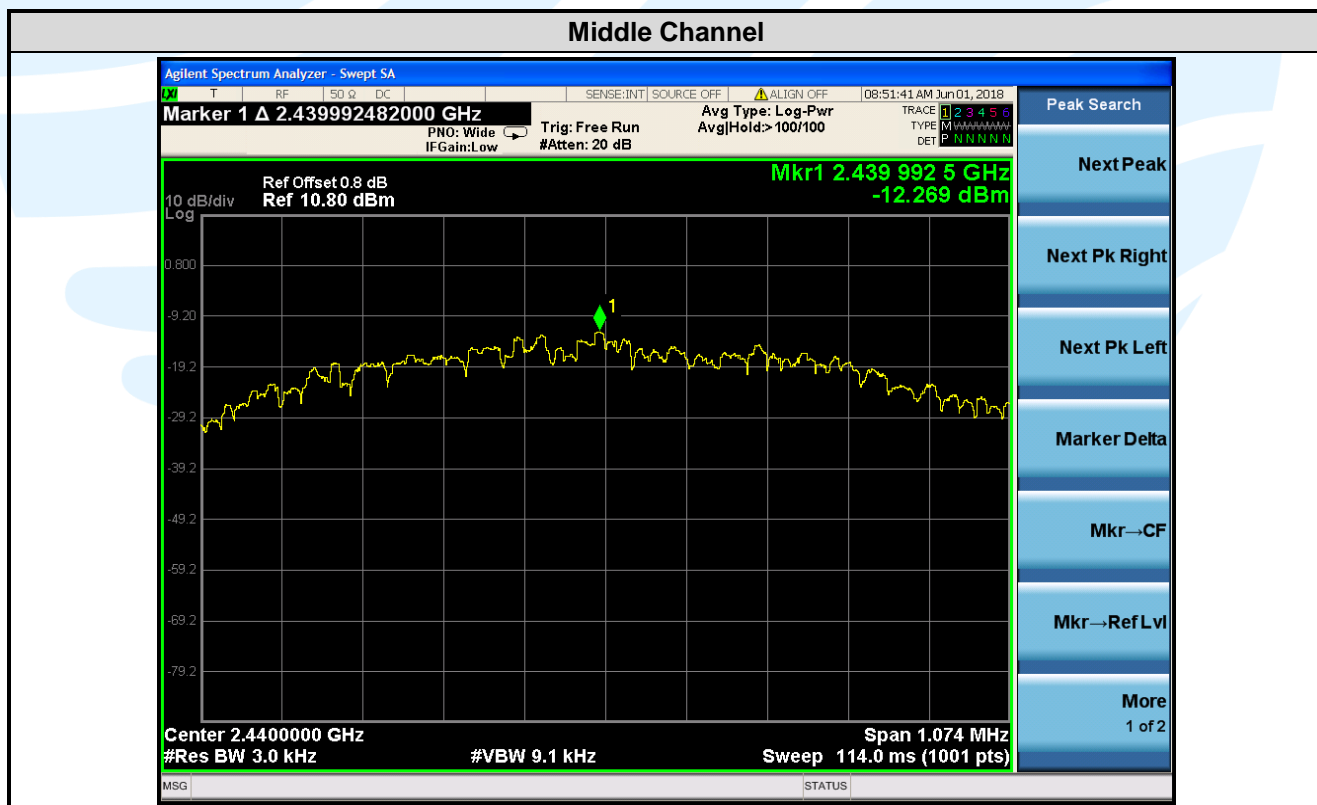 Middle Channel
Agilent Spectrum Analyzer - Swept SA
LXI T RF 50 Ω DC SENSE:INT SOURCE OFF ALIGN OFF 08:51:41 AM Jun 01, 2018
Marker 1 Δ 2.439992482000 GHz
PNO: Wide
IFGain:Low
Trig: Free Run
#Atten: 20 dB
Avg Type: Log-Pwr
Avg|Hold:>100/100
TRACE 1 2 3 4 5 6
TYPE M
DET P N N N N N
Mkr1 2.439 992 5 GHz
-12.269 dBm
Ref Offset 0.8 dB
10 dB/div Ref 10.80 dBm
Log
0.800
-9.20
-19.2
-29.2
-39.2
-49.2
-59.2
-69.2
-79.2
1
Center 2.4400000 GHz Span 1.074 MHz
#Res BW 3.0 kHz #VBW 9.1 kHz Sweep 114.0 ms (1001 pts)
MSG STATUS
Peak Search
Next Peak
Next Pk Right
Next Pk Left
Marker Delta
Mkr→CF
Mkr→Ref Lvl
More
1 of 2